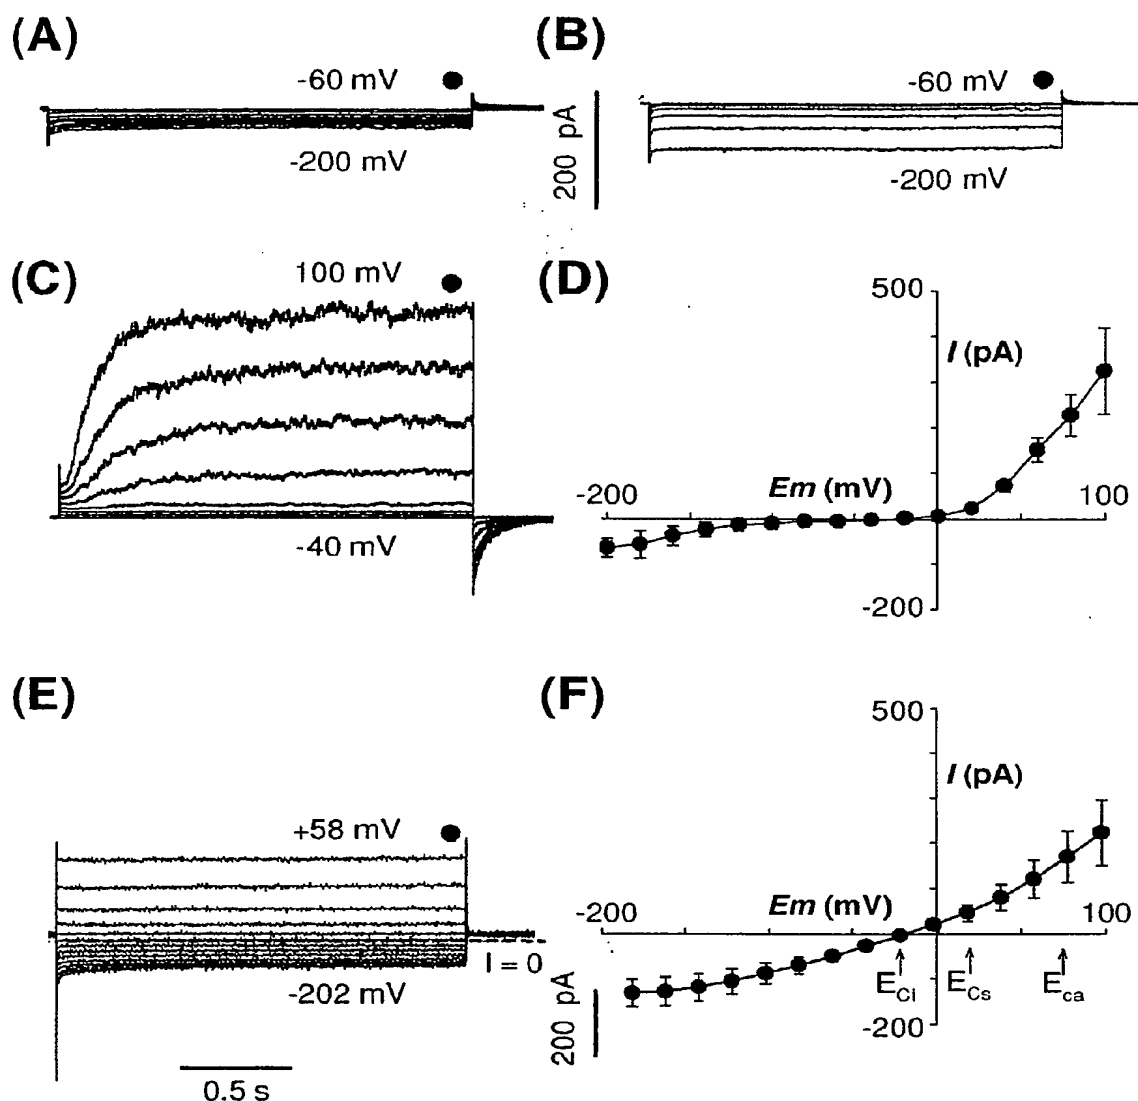 (A)
-60 mV
-200 mV
(B)
-60 mV
200 pA
-200 mV
(C)
100 mV
-40 mV
(D)
500
I (pA)
-200
Em (mV)
100
-200
(E)
+58 mV
I = 0
-202 mV
0.5 s
(F)
500
I (pA)
-200
Em (mV)
100
ECl
ECs
Eca
200 pA
-200